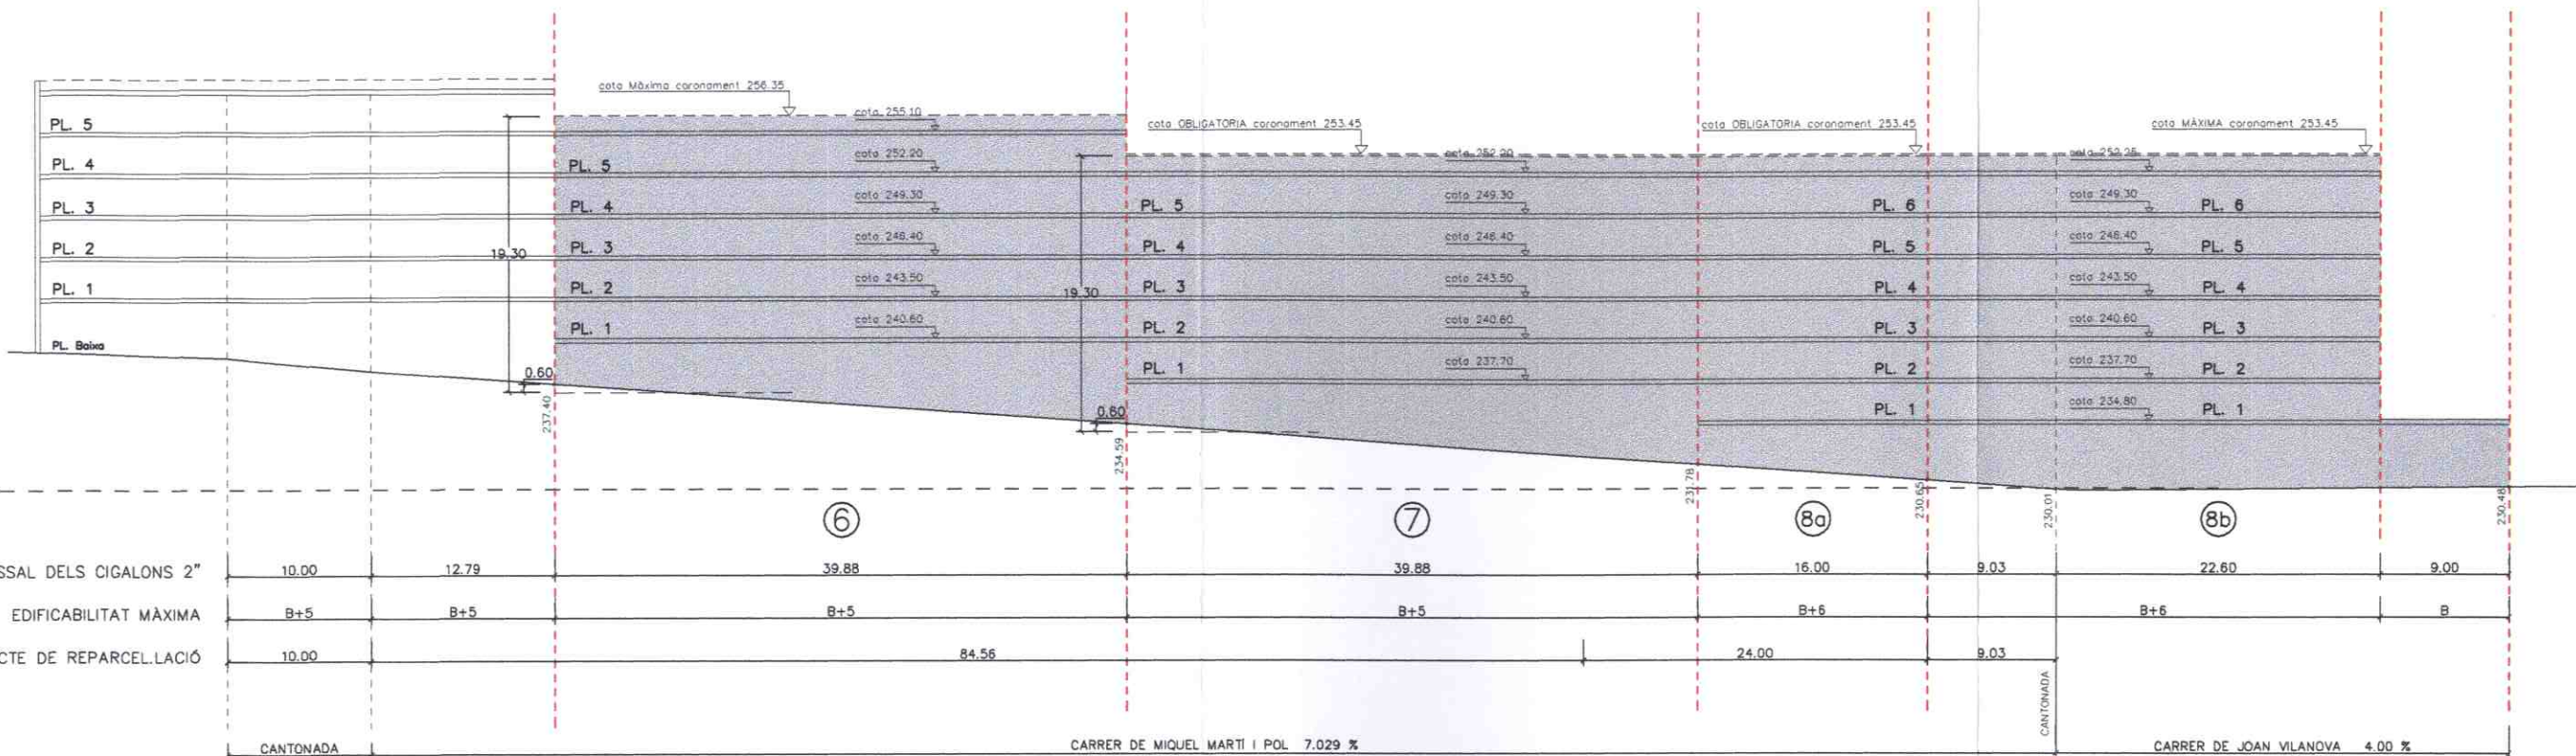 cota Màxima coronament 256.35
cota 255.10
PL. 5
cota OBLIGATORIA coronament 253.45
cota OBLIGATORIA coronament 253.45
cota MÀXIMA coronament 253.45
PL. 4
PL. 5
cota 252.20
cota 252.20
cota 252.25
PL. 3
PL. 4
cota 249.30
PL. 5
cota 249.30
PL. 6
cota 249.30
PL. 6
PL. 2
19.30
PL. 3
cota 246.40
PL. 4
cota 246.40
PL. 5
cota 246.40
PL. 5
PL. 1
PL. 2
cota 243.50
19.30
PL. 3
cota 243.50
PL. 4
cota 243.50
PL. 4
PL. 1
cota 240.60
PL. 2
cota 240.60
PL. 3
cota 240.60
PL. 3
PL. Baixa
0.60
PL. 1
cota 237.70
PL. 2
cota 237.70
PL. 2
237.40
0.60
PL. 1
cota 234.80
PL. 1
234.59
231.78
230.65
230.01
230.48
6
7
8a
8b
SSAL DELS CIGALONS 2"
10.00
12.79
39.88
39.88
16.00
9.03
22.60
9.00
EDIFICABILITAT MÀXIMA
B+5
B+5
B+5
B+5
B+6
B+6
B
CTE DE REPARCEL.LACIÓ
10.00
84.56
24.00
9.03
CANTONADA
CANTONADA
CARRER DE MIQUEL MARTÍ I POL 7.029 %
CARRER DE JOAN VILANOVA 4.00 %